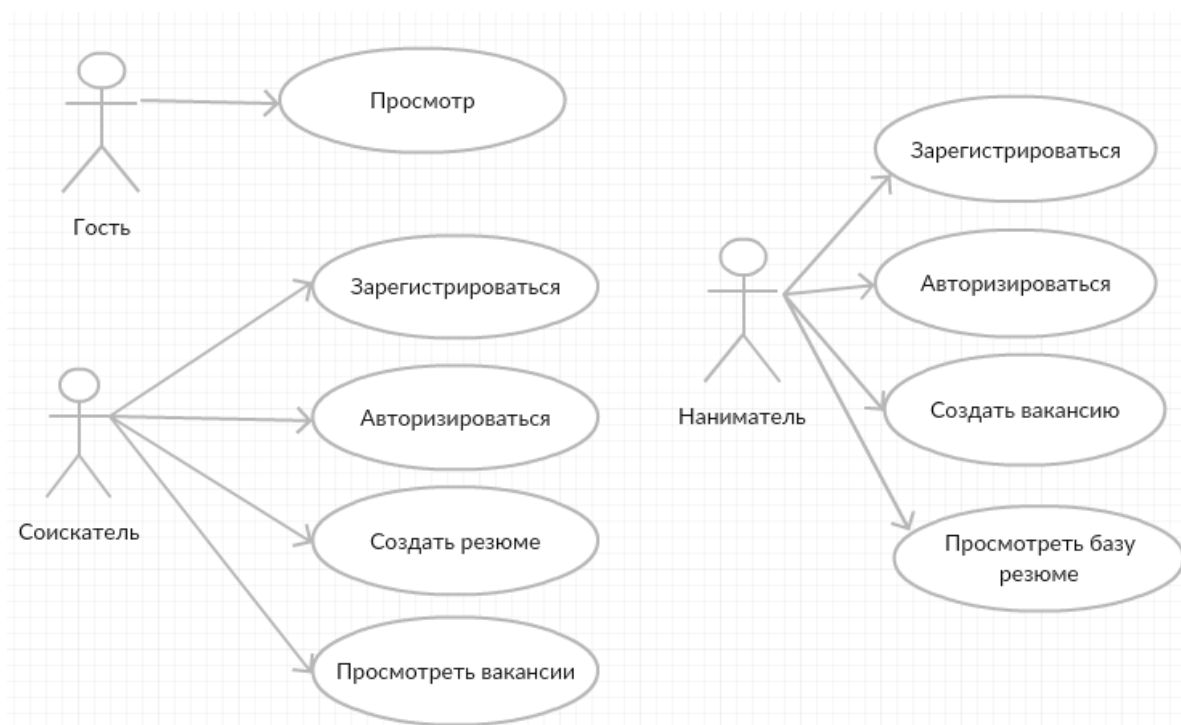 Просмотр
Гость
Зарегистрироваться
Авторизироваться
Создать резюме
Просмотреть вакансии
Соискатель
Зарегистрироваться
Авторизироваться
Создать вакансию
Просмотреть базу
резюме
Наниматель